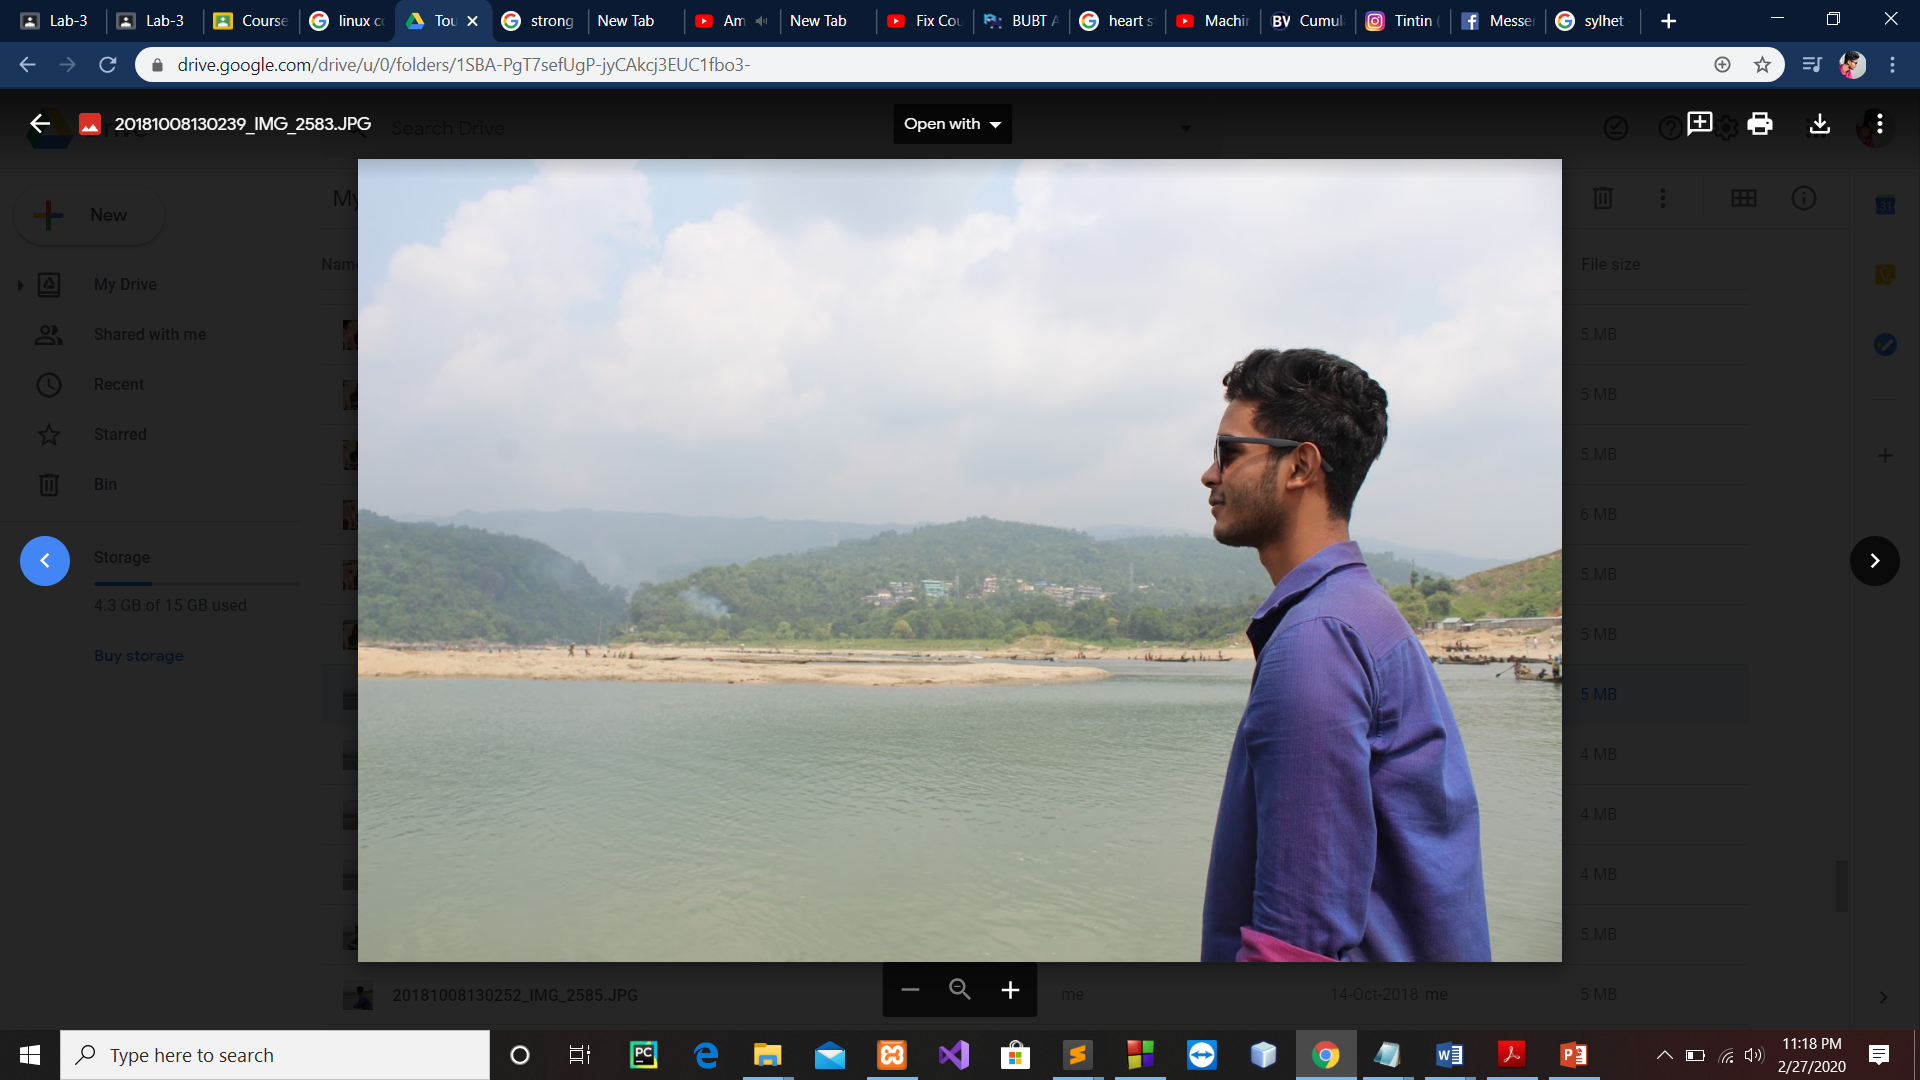 Lab-3
Lab-3
Course
linux co
Tou
strong
New Tab
Am
New Tab
Fix Cou
BUBT A
heart s
Machin
Cumul
Tintin (
Messen
sylhet
drive.google.com/drive/u/0/folders/1SBA-PgT7sefUgP-jyCAkcj3EUC1fbo3-
20181008130239_IMG_2583.JPG
Search Drive
Open with
New
My
My Drive
Shared with me
Recent
Starred
Bin
Storage
4.3 GB of 15 GB used
Buy storage
Name
File size
5 MB
5 MB
5 MB
6 MB
5 MB
5 MB
5 MB
4 MB
4 MB
4 MB
5 MB
20181008130252_IMG_2585.JPG
me
14-Oct-2018 me
5 MB
Type here to search
11:18 PM
2/27/2020